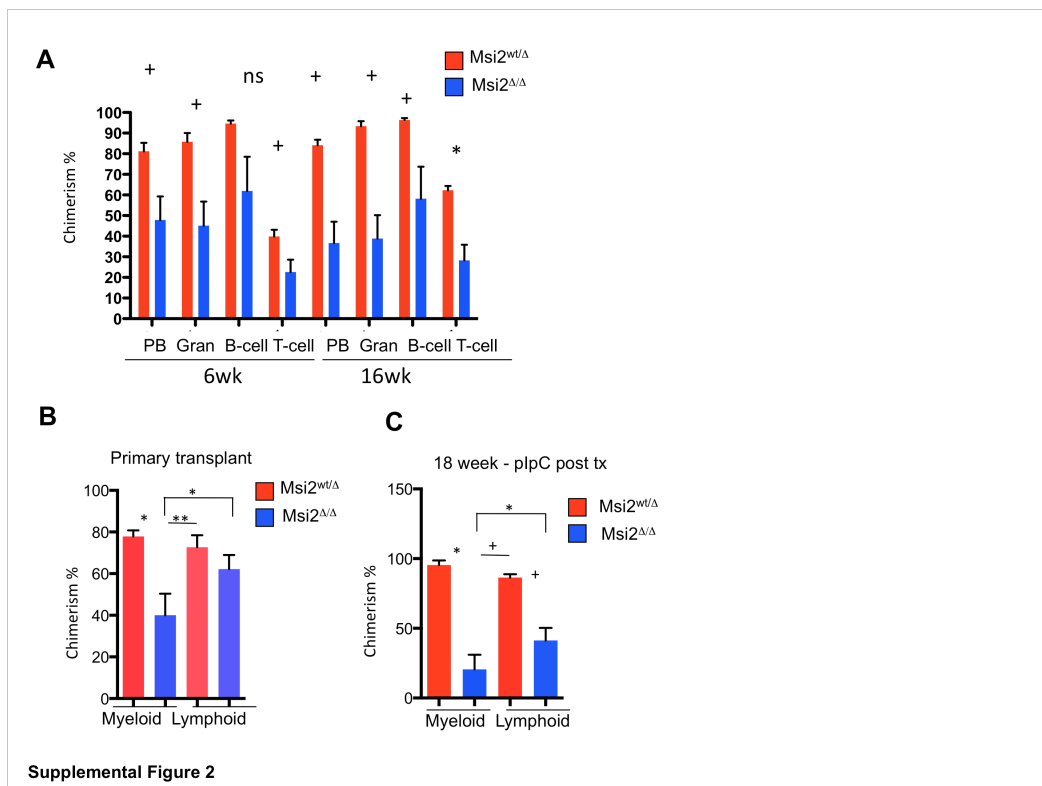 A
Msi2wt/Δ
Msi2Δ/Δ
+ + ns + + + + *
Chimerism %
100
90
80
70
60
50
40
30
20
10
0
PB Gran B-cell T-cell PB Gran B-cell T-cell
6wk 16wk
B
Primary transplant
Msi2wt/Δ
Msi2Δ/Δ
* ** *
Chimerism %
100
80
60
40
20
0
Myeloid Lymphoid
C
18 week - pIpC post tx
Msi2wt/Δ
Msi2Δ/Δ
* + * +
Chimerism %
150
100
50
0
Myeloid Lymphoid
Supplemental Figure 2